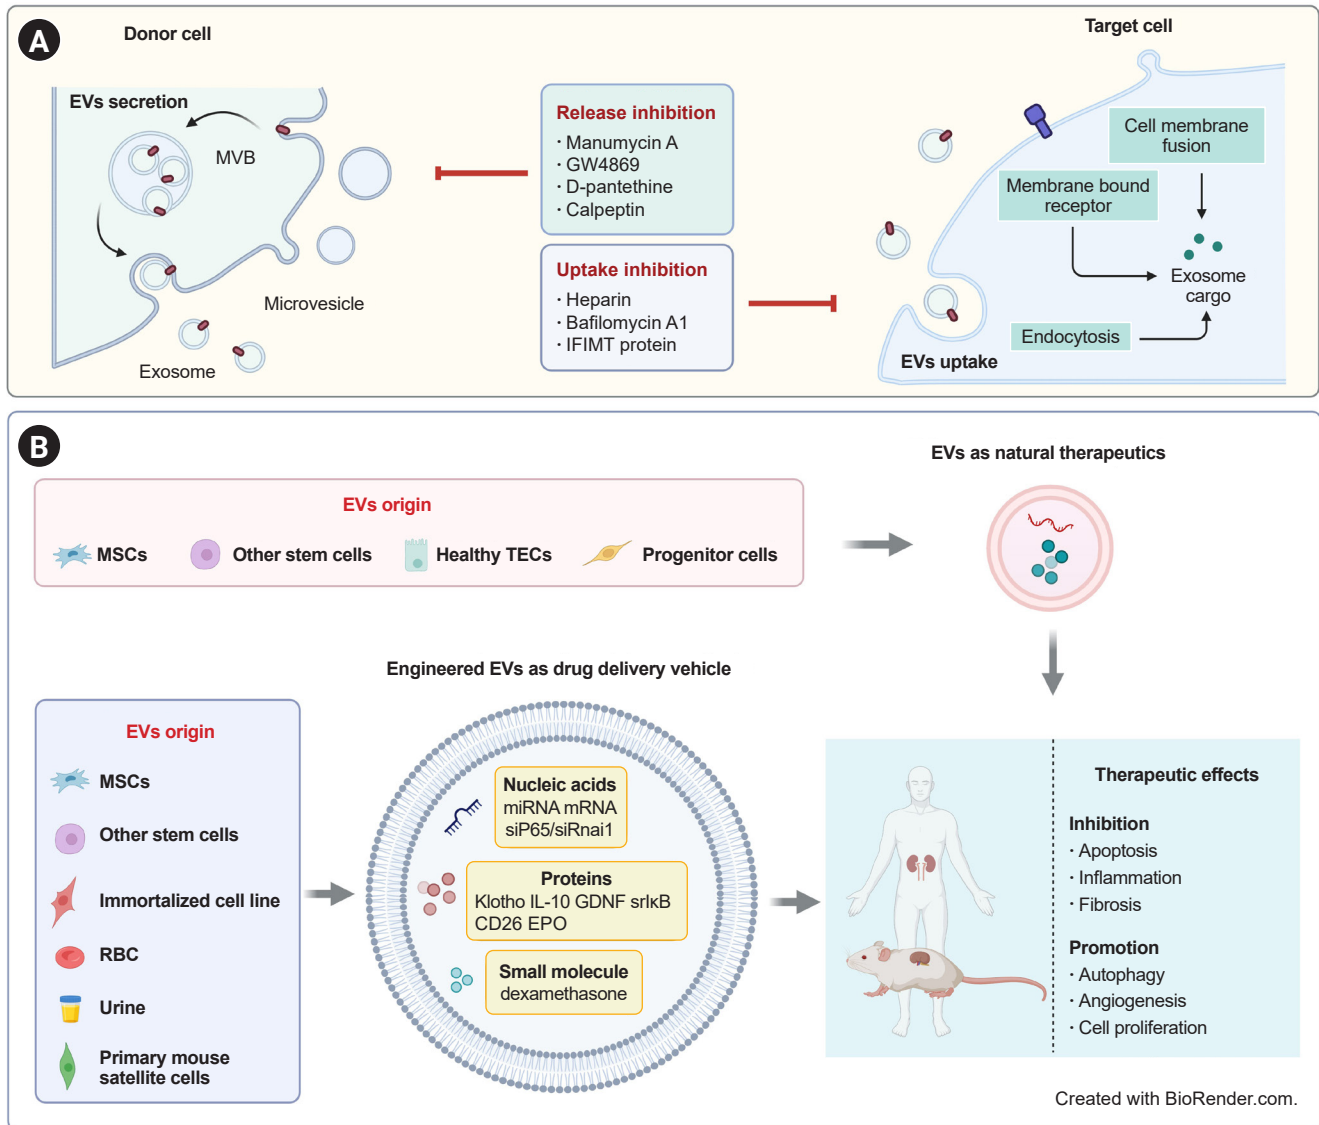 A
Donor cell
Target cell
EVs secretion
MVB
Microvesicle
Exosome
Release inhibition
· Manumycin A
· GW4869
· D-pantethine
· Calpeptin
Uptake inhibition
· Heparin
· Bafilomycin A1
· IFIMT protein
Cell membrane
fusion
Membrane bound
receptor
Exosome
cargo
Endocytosis
EVs uptake
B
EVs origin
MSCs
Other stem cells
Healthy TECs
Progenitor cells
EVs as natural therapeutics
Engineered EVs as drug delivery vehicle
EVs origin
MSCs
Other stem cells
Immortalized cell line
RBC
Urine
Primary mouse
satellite cells
Nucleic acids
miRNA mRNA
siP65/siRnai1
Proteins
Klotho IL-10 GDNF srIκB
CD26 EPO
Small molecule
dexamethasone
Therapeutic effects
Inhibition
· Apoptosis
· Inflammation
· Fibrosis
Promotion
· Autophagy
· Angiogenesis
· Cell proliferation
Created with BioRender.com.